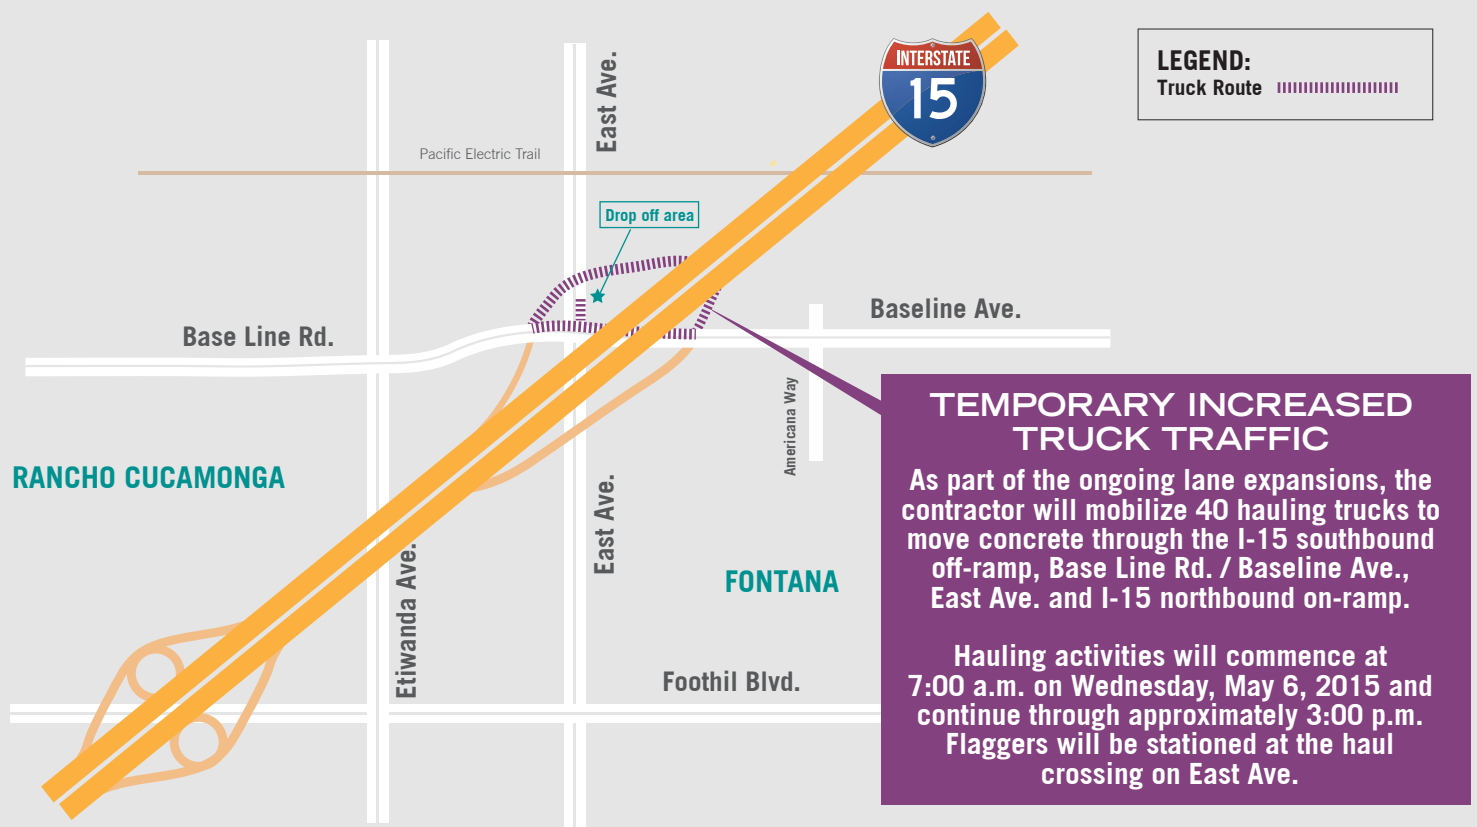 East Ave.
INTERSTATE
15
LEGEND:
Truck Route
Pacific Electric Trail
Drop off area
Base Line Rd.
Baseline Ave.
Americana Way
RANCHO CUCAMONGA
East Ave.
FONTANA
Etiwanda Ave.
Foothil Blvd.
TEMPORARY INCREASED
TRUCK TRAFFIC
As part of the ongoing lane expansions, the
contractor will mobilize 40 hauling trucks to
move concrete through the I-15 southbound
off-ramp, Base Line Rd. / Baseline Ave.,
East Ave. and I-15 northbound on-ramp.
Hauling activities will commence at
7:00 a.m. on Wednesday, May 6, 2015 and
continue through approximately 3:00 p.m.
Flaggers will be stationed at the haul
crossing on East Ave.